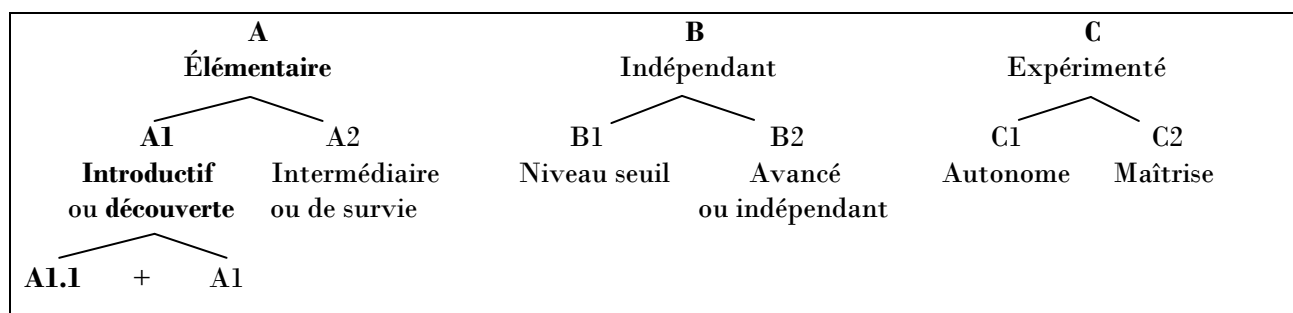 A B C
Élémentaire Indépendant Expérimenté
A1 A2 B1 B2 C1 C2
Introductif Intermédiaire Niveau seuil Avancé Autonome Maîtrise
ou découverte ou de survie ou indépendant
A1.1 + A1